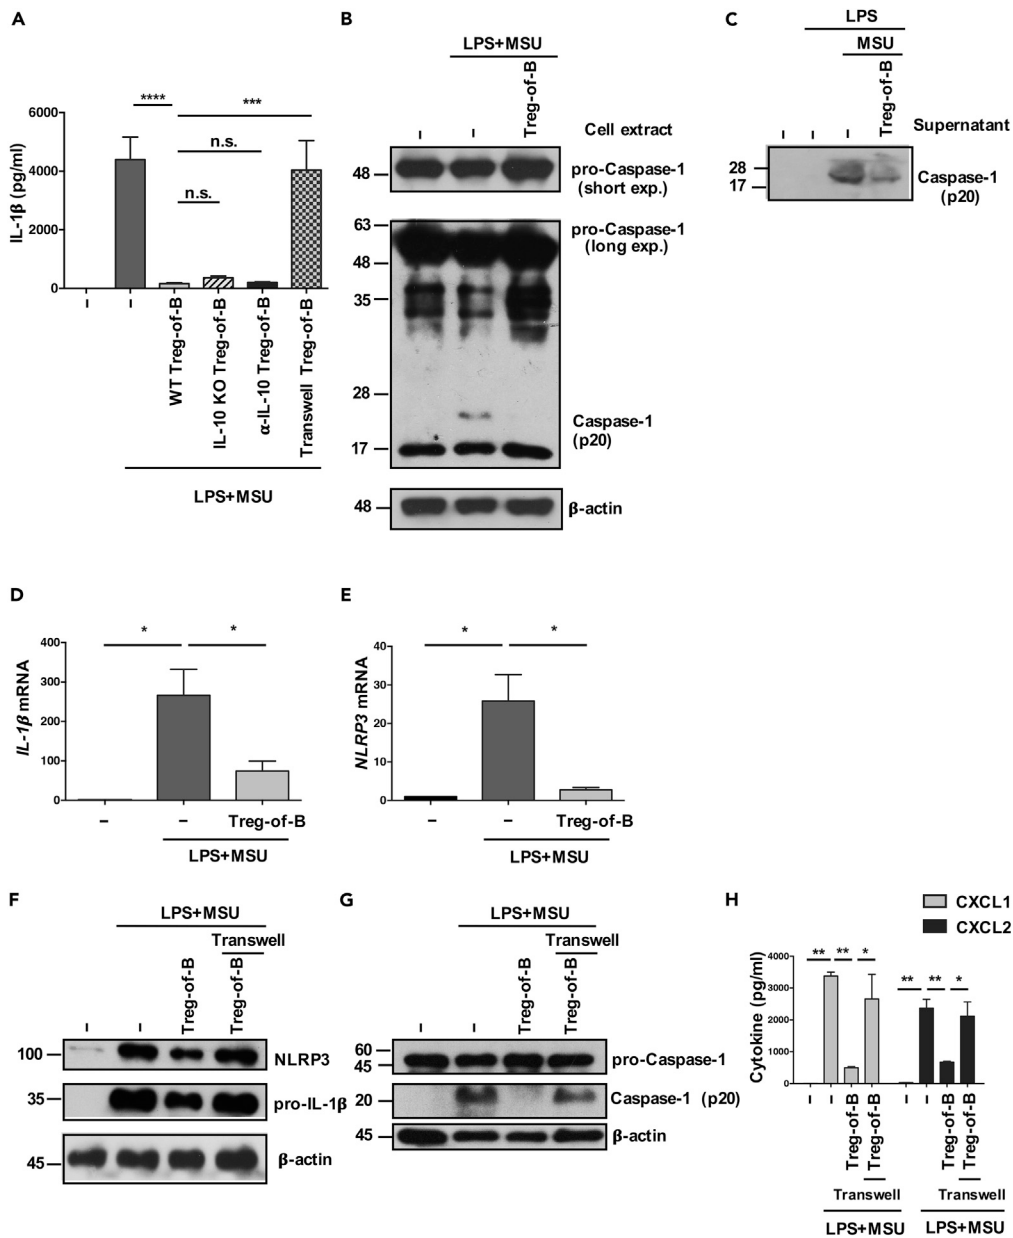 A
IL-1β (pg/ml)
6000
4000
2000
0
****
***
n.s.
n.s.
–
–
WT Treg-of-B
IL-10 KO Treg-of-B
α-IL-10 Treg-of-B
Transwell Treg-of-B
LPS+MSU
B
LPS+MSU
–
–
Treg-of-B
Cell extract
48
pro-Caspase-1
(short exp.)
63
48
35
28
17
pro-Caspase-1
(long exp.)
Caspase-1
(p20)
48
β-actin
C
LPS
MSU
–
–
–
Treg-of-B
Supernatant
28
17
Caspase-1
(p20)
D
IL-1β mRNA
400
300
200
100
0
*
*
–
–
Treg-of-B
LPS+MSU
E
NLRP3 mRNA
40
30
20
10
0
*
*
–
–
Treg-of-B
LPS+MSU
F
LPS+MSU
Transwell
–
–
Treg-of-B
Treg-of-B
100
NLRP3
35
pro-IL-1β
45
β-actin
G
LPS+MSU
Transwell
–
–
Treg-of-B
Treg-of-B
60
45
pro-Caspase-1
20
Caspase-1 (p20)
45
β-actin
H
CXCL1
CXCL2
Cytokine (pg/ml)
4000
3000
2000
1000
0
**
**
*
**
**
*
–
–
Treg-of-B
Treg-of-B
–
–
Treg-of-B
Treg-of-B
Transwell
Transwell
LPS+MSU
LPS+MSU